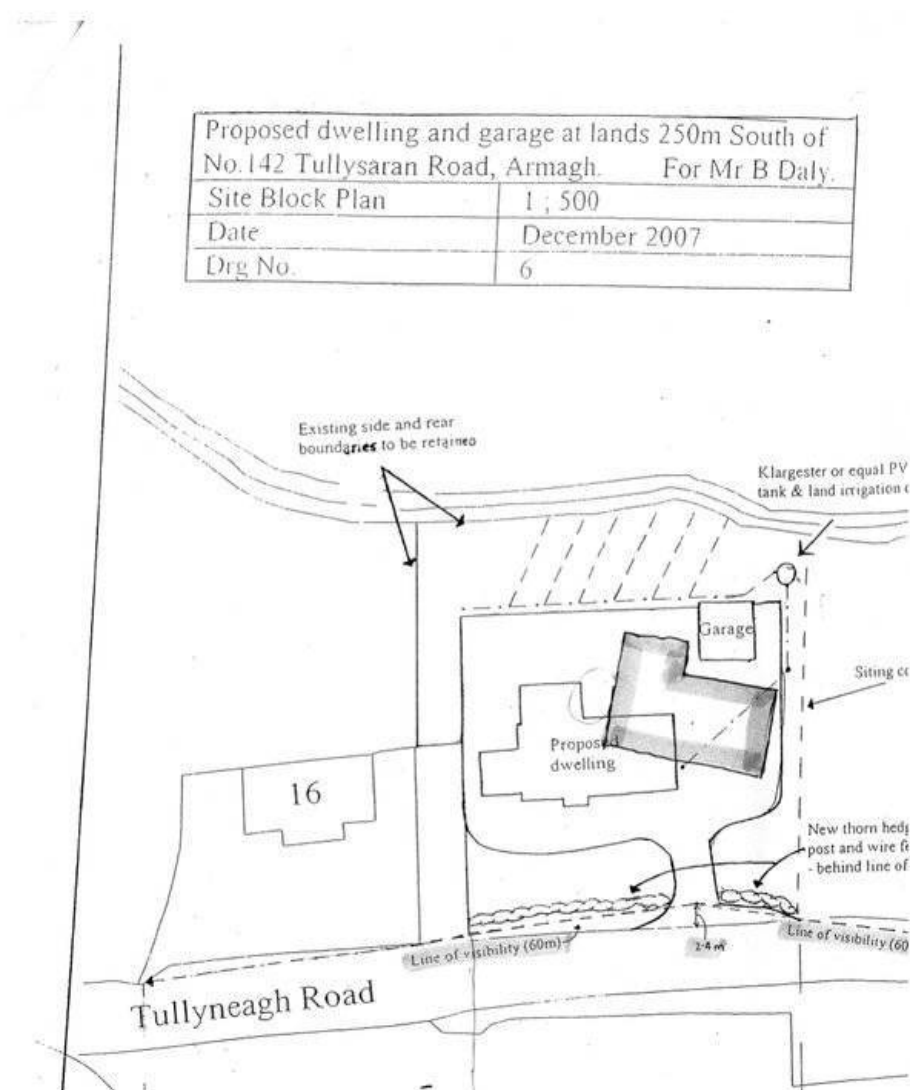 Proposed dwelling and garage at lands 250m South of
No.142 Tullysaran Road, Armagh. For Mr B Daly.
Site Block Plan 1 ; 500
Date December 2007
Drg No. 6
Existing side and rear
boundaries to be retained
Klargester or equal PV
tank & land irrigation
Garage
Siting
Proposed
dwelling
16
New thorn
post and wire
- behind line of
Line of visibility (60m)
2.4 m
Line of visibility (60
Tullyneagh Road